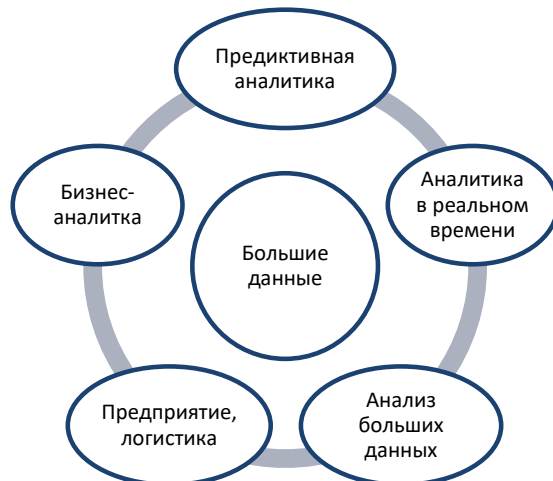 Предиктивная
аналитика
Бизнес-
аналитка
Аналитика
в реальном
времени
Большие
данные
Предприятие,
логистика
Анализ
больших
данных